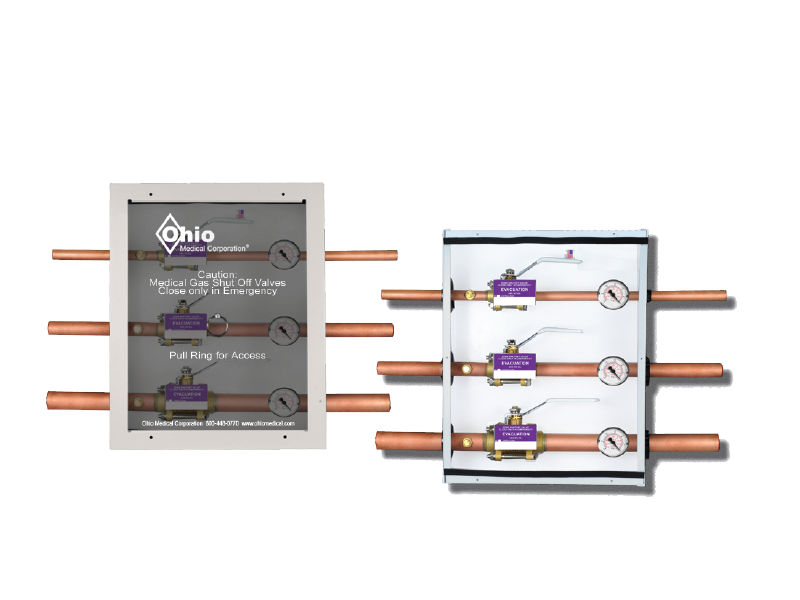 Ohio
Medical Corporation®
Caution:
Medical Gas Shut Off Valves
Close only in Emergency
EVACUATION
Pull Ring for Access
EVACUATION
Ohio Medical Corporation 800-448-0770 www.ohiomedical.com
EVACUATION
EVACUATION
EVACUATION